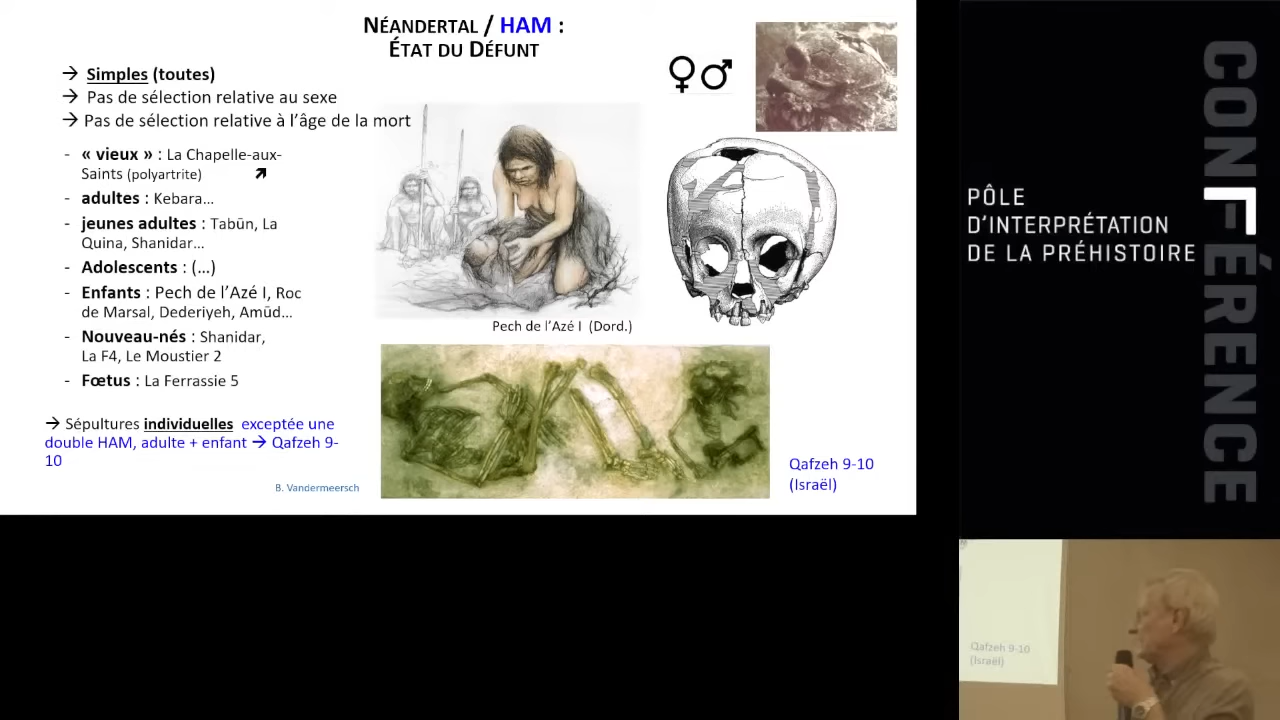 NÉANDERTAL / HAM :
ÉTAT DU DÉFUNT
→ Simples (toutes)
→ Pas de sélection relative au sexe
→ Pas de sélection relative à l’âge de la mort
- « vieux » : La Chapelle-aux-
Saints (polyartrite)
- adultes : Kebara…
- jeunes adultes : Tabūn, La
Quina, Shanidar…
- Adolescents : (…)
- Enfants : Pech de l’Azé I, Roc
de Marsal, Dederiyeh, Amūd…
- Nouveau-nés : Shanidar,
La F4, Le Moustier 2
- Fœtus : La Ferrassie 5
→ Sépultures individuelles exceptée une
double HAM, adulte + enfant → Qafzeh 9-
10
B. Vandermeersch
♀♂
Pech de l’Azé I (Dord.)
Qafzeh 9-10
(Israël)
PÔLE
D’INTERPRÉTATION
DE LA PRÉHISTOIRE
CONFÉRENCE
Qafzeh 9-10
(Israël)